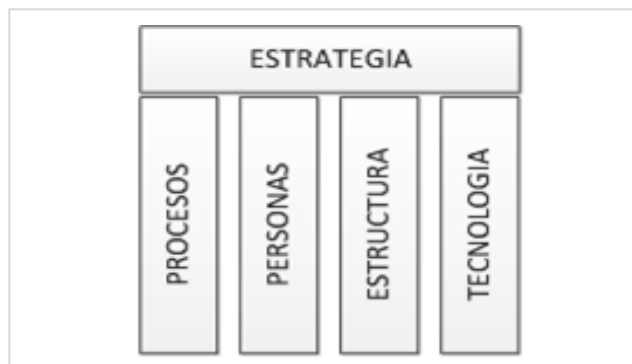 ESTRATEGIA
PROCESOS
PERSONAS
ESTRUCTURA
TECNOLOGIA